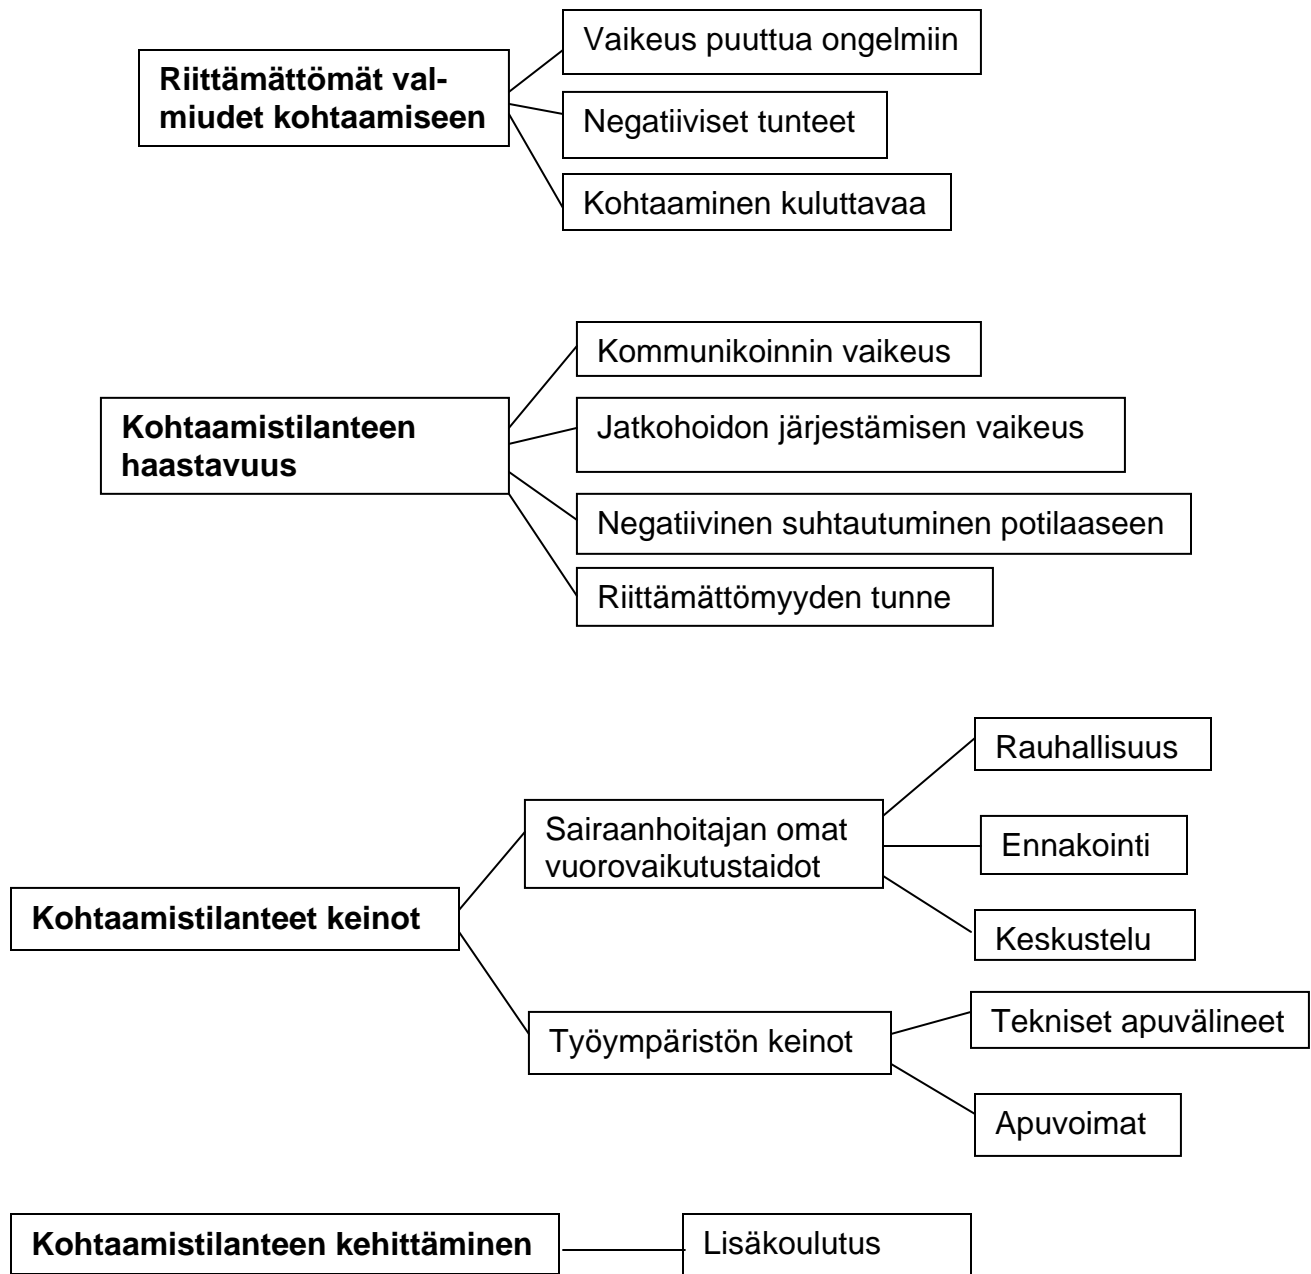 Riittämättömät val-
miudet kohtaamiseen
Vaikeus puuttua ongelmiin
Negatiiviset tunteet
Kohtaaminen kuluttavaa
Kohtaamistilanteen
haastavuus
Kommunikoinnin vaikeus
Jatkohoidon järjestämisen vaikeus
Negatiivinen suhtautuminen potilaaseen
Riittämättömyyden tunne
Kohtaamistilanteet keinot
Sairaanhoitajan omat
vuorovaikutustaidot
Rauhallisuus
Ennakointi
Keskustelu
Työympäristön keinot
Tekniset apuvälineet
Apuvoimat
Kohtaamistilanteen kehittäminen
Lisäkoulutus